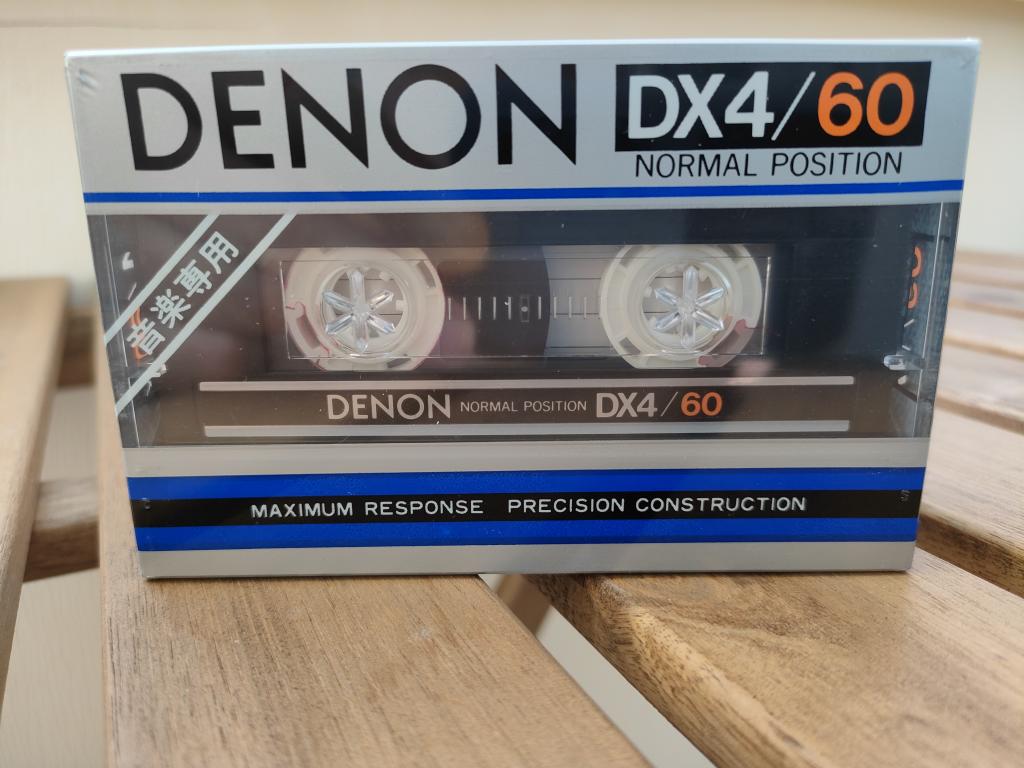 DENON
DX4/60
NORMAL POSITION
音楽専用
DENON NORMAL POSITION DX4/60
MAXIMUM RESPONSE PRECISION CONSTRUCTION